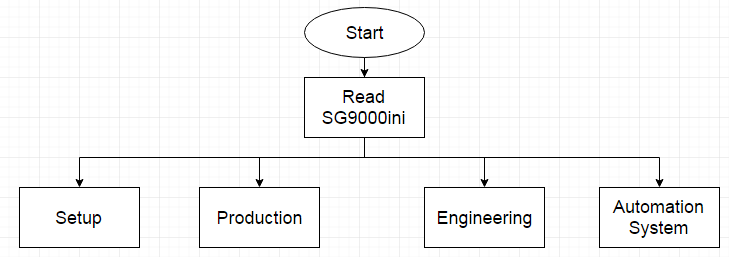 Start
Read
SG9000ini
Setup
Production
Engineering
Automation
System